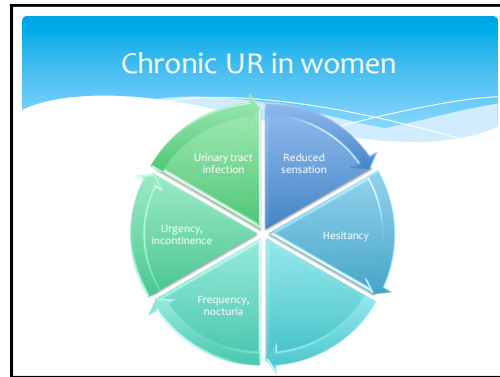 Chronic UR in women
Urinary tract
infection
Reduced
sensation
Urgency,
incontinence
Hesitancy
Frequency,
nocturia